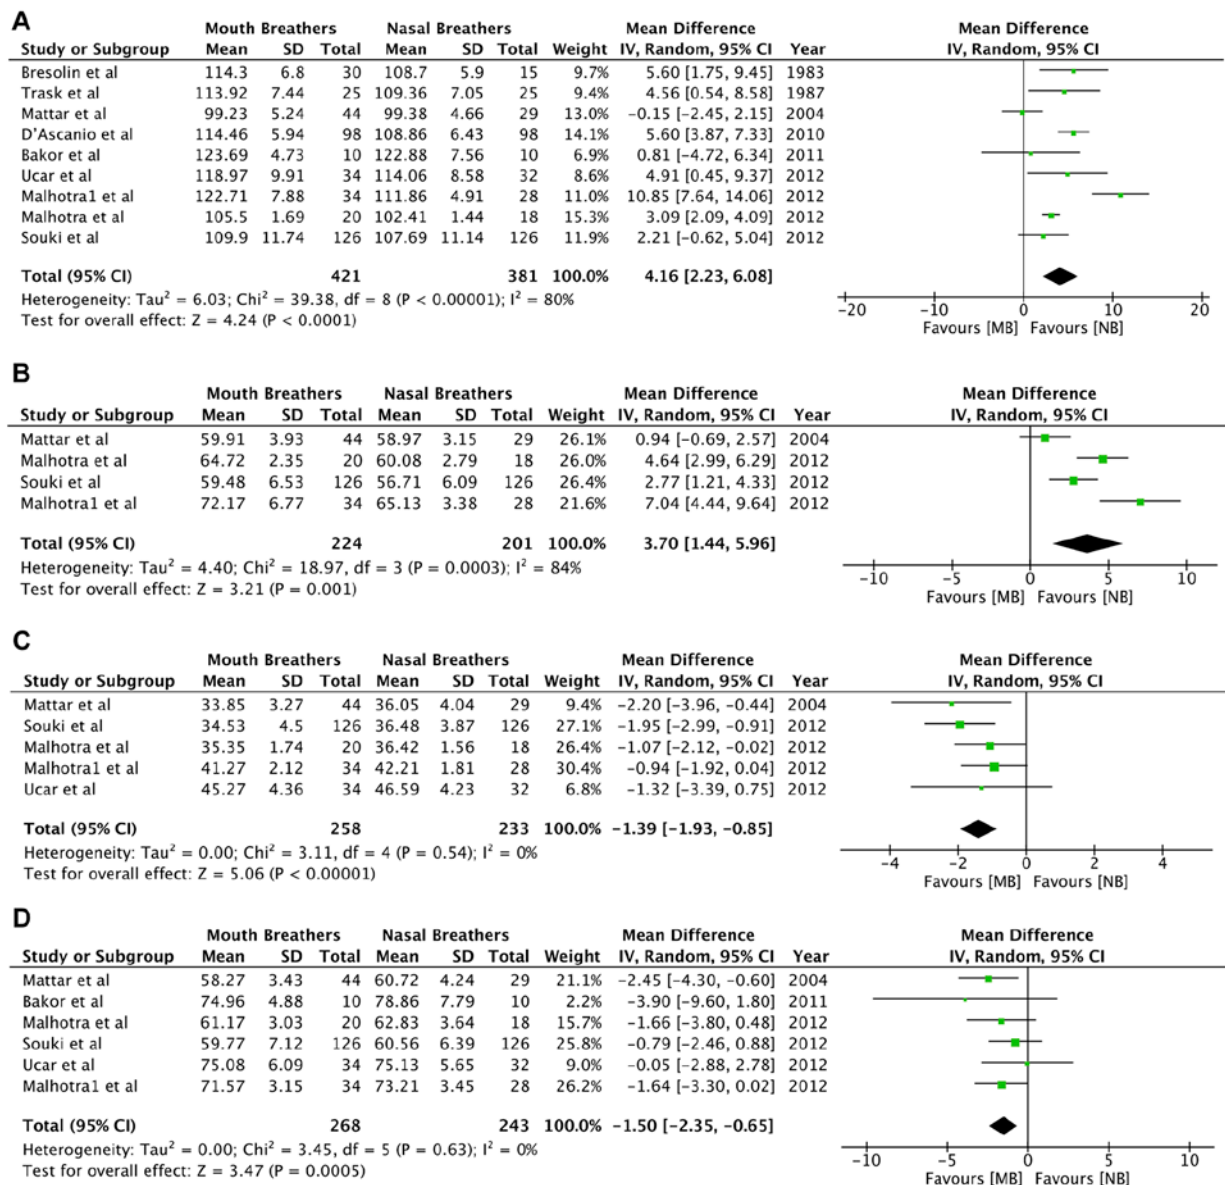 A
Mouth Breathers Nasal Breathers Mean Difference Mean Difference
Study or Subgroup Mean SD Total Mean SD Total Weight IV, Random, 95% CI Year IV, Random, 95% CI
Bresolin et al 114.3 6.8 30 108.7 5.9 15 9.7% 5.60 [1.75, 9.45] 1983
Trask et al 113.92 7.44 25 109.36 7.05 25 9.4% 4.56 [0.54, 8.58] 1987
Mattar et al 99.23 5.24 44 99.38 4.66 29 13.0% -0.15 [-2.45, 2.15] 2004
D'Ascanio et al 114.46 5.94 98 108.86 6.43 98 14.1% 5.60 [3.87, 7.33] 2010
Bakor et al 123.69 4.73 10 122.88 7.56 10 6.9% 0.81 [-4.72, 6.34] 2011
Ucar et al 118.97 9.91 34 114.06 8.58 32 8.6% 4.91 [0.45, 9.37] 2012
Malhotra1 et al 122.71 7.88 34 111.86 4.91 28 11.0% 10.85 [7.64, 14.06] 2012
Malhotra et al 105.5 1.69 20 102.41 1.44 18 15.3% 3.09 [2.09, 4.09] 2012
Souki et al 109.9 11.74 126 107.69 11.14 126 11.9% 2.21 [-0.62, 5.04] 2012
Total (95% CI) 421 381 100.0% 4.16 [2.23, 6.08]
Heterogeneity: Tau² = 6.03; Chi² = 39.38, df = 8 (P < 0.00001); I² = 80%
Test for overall effect: Z = 4.24 (P < 0.0001)
-20 -10 0 10 20
Favours [MB] Favours [NB]
B
Mouth Breathers Nasal Breathers Mean Difference Mean Difference
Study or Subgroup Mean SD Total Mean SD Total Weight IV, Random, 95% CI Year IV, Random, 95% CI
Mattar et al 59.91 3.93 44 58.97 3.15 29 26.1% 0.94 [-0.69, 2.57] 2004
Malhotra et al 64.72 2.35 20 60.08 2.79 18 26.0% 4.64 [2.99, 6.29] 2012
Souki et al 59.48 6.53 126 56.71 6.09 126 26.4% 2.77 [1.21, 4.33] 2012
Malhotra1 et al 72.17 6.77 34 65.13 3.38 28 21.6% 7.04 [4.44, 9.64] 2012
Total (95% CI) 224 201 100.0% 3.70 [1.44, 5.96]
Heterogeneity: Tau² = 4.40; Chi² = 18.97, df = 3 (P = 0.0003); I² = 84%
Test for overall effect: Z = 3.21 (P = 0.001)
-10 -5 0 5 10
Favours [MB] Favours [NB]
C
Mouth Breathers Nasal Breathers Mean Difference Mean Difference
Study or Subgroup Mean SD Total Mean SD Total Weight IV, Random, 95% CI Year IV, Random, 95% CI
Mattar et al 33.85 3.27 44 36.05 4.04 29 9.4% -2.20 [-3.96, -0.44] 2004
Souki et al 34.53 4.5 126 36.48 3.87 126 27.1% -1.95 [-2.99, -0.91] 2012
Malhotra et al 35.35 1.74 20 36.42 1.56 18 26.4% -1.07 [-2.12, -0.02] 2012
Malhotra1 et al 41.27 2.12 34 42.21 1.81 28 30.4% -0.94 [-1.92, 0.04] 2012
Ucar et al 45.27 4.36 34 46.59 4.23 32 6.8% -1.32 [-3.39, 0.75] 2012
Total (95% CI) 258 233 100.0% -1.39 [-1.93, -0.85]
Heterogeneity: Tau² = 0.00; Chi² = 3.11, df = 4 (P = 0.54); I² = 0%
Test for overall effect: Z = 5.06 (P < 0.00001)
-4 -2 0 2 4
Favours [MB] Favours [NB]
D
Mouth Breathers Nasal Breathers Mean Difference Mean Difference
Study or Subgroup Mean SD Total Mean SD Total Weight IV, Random, 95% CI Year IV, Random, 95% CI
Mattar et al 58.27 3.43 44 60.72 4.24 29 21.1% -2.45 [-4.30, -0.60] 2004
Bakor et al 74.96 4.88 10 78.86 7.79 10 2.2% -3.90 [-9.60, 1.80] 2011
Malhotra et al 61.17 3.03 20 62.83 3.64 18 15.7% -1.66 [-3.80, 0.48] 2012
Souki et al 59.77 7.12 126 60.56 6.39 126 25.8% -0.79 [-2.46, 0.88] 2012
Ucar et al 75.08 6.09 34 75.13 5.65 32 9.0% -0.05 [-2.88, 2.78] 2012
Malhotra1 et al 71.57 3.15 34 73.21 3.45 28 26.2% -1.64 [-3.30, 0.02] 2012
Total (95% CI) 268 243 100.0% -1.50 [-2.35, -0.65]
Heterogeneity: Tau² = 0.00; Chi² = 3.45, df = 5 (P = 0.63); I² = 0%
Test for overall effect: Z = 3.47 (P = 0.0005)
-10 -5 0 5 10
Favours [MB] Favours [NB]